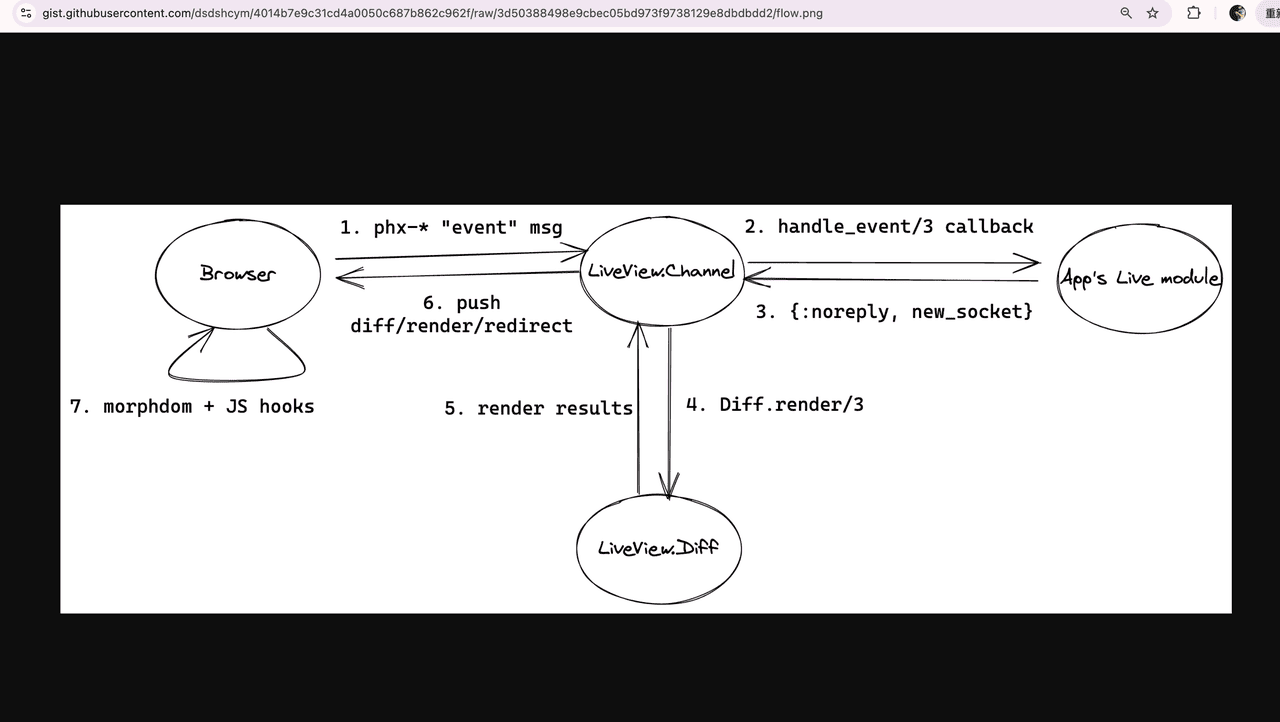 gist.githubusercontent.com/dsdshcym/4014b7e9c31cd4a0050c687b862c982f/raw/3d50388498e9cbec05bd973f9738129e8dbdbdd2/flow.png
重新
1. phx-* "event" msg
2. handle_event/3 callback
Browser
LiveView.Channel
App's Live module
6. push
diff/render/redirect
3. {:noreply, new_socket}
7. morphdom + JS hooks
5. render results
4. Diff.render/3
LiveView.Diff